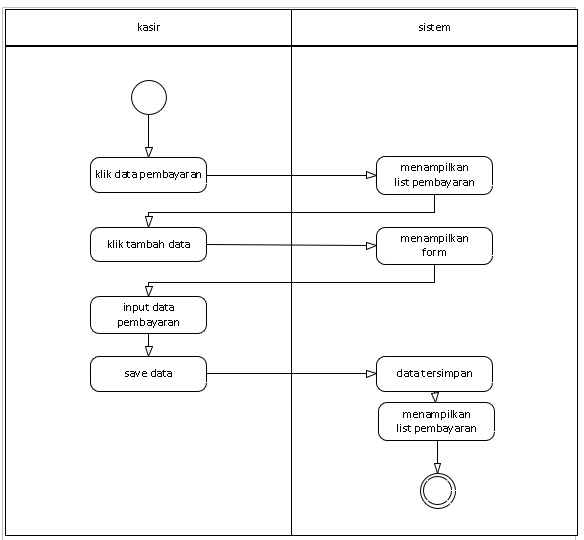 kasir
sistem
klik data pembayaran
menampilkan
list pembayaran
klik tambah data
menampilkan
form
input data
pembayaran
save data
data tersimpan
menampilkan
list pembayaran